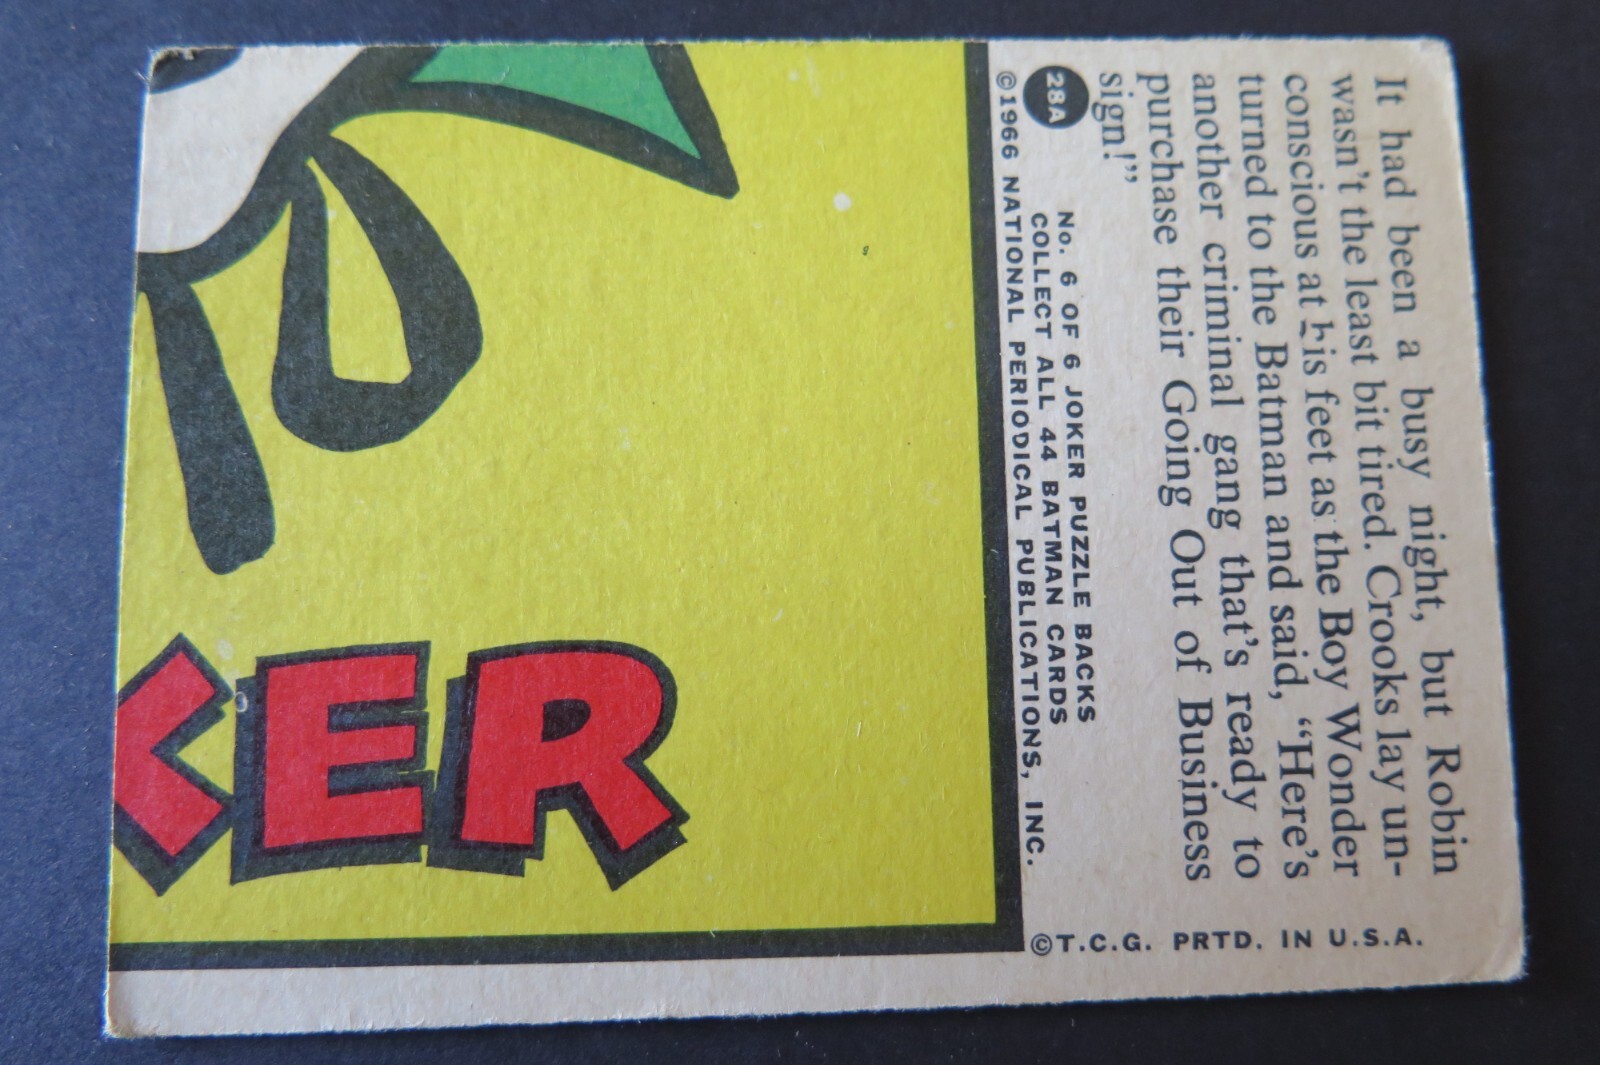 It had been a busy night, but Robin
wasn't the least bit tired. Crooks lay un-
conscious at his feet as the Boy Wonder
turned to the Batman and said, “Here's
another criminal gang that's ready to
purchase their Going Out of Business
sign!”
28A
No. 6 OF 6 JOKER PUZZLE BACKS
COLLECT ALL 44 BATMAN CARDS
©1966 NATIONAL PERIODICAL PUBLICATIONS, INC.
©T.C.G. PRTD. IN U.S.A.
KER